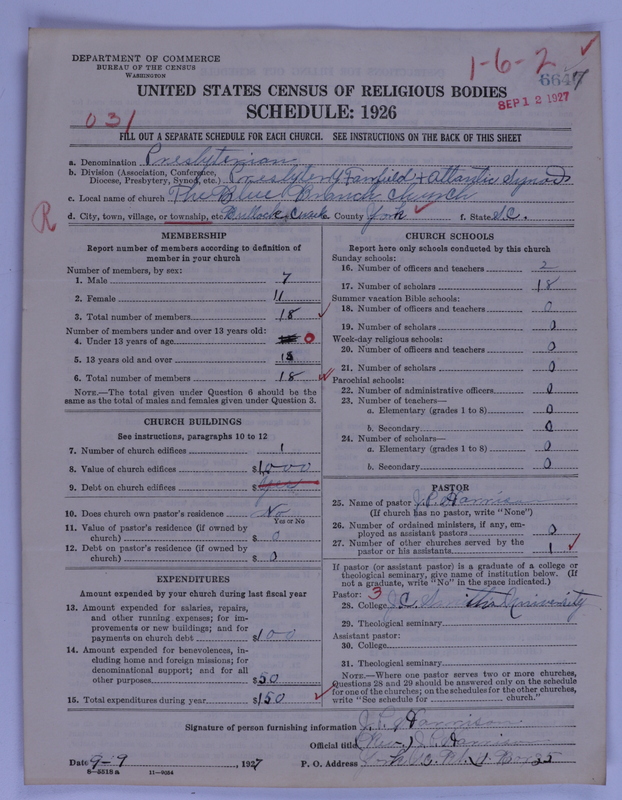 DEPARTMENT OF COMMERCE
BUREAU OF THE CENSUS
WASHINGTON
1-6-2
6647
SEP 12 1927
UNITED STATES CENSUS OF RELIGIOUS BODIES
SCHEDULE: 1926
031
FILL OUT A SEPARATE SCHEDULE FOR EACH CHURCH. SEE INSTRUCTIONS ON THE BACK OF THIS SHEET
a. Denomination Presbyterian
b. Division (Association, Conference, Diocese, Presbytery, Synod, etc.) Presbytery Fairfield + Atlantic Synod
c. Local name of church The Blue Branch Church
R
d. City, town, village, or township, etc. Bullock Creek e. County York f. State S.C.
MEMBERSHIP
Report number of members according to definition of member in your church
Number of members, by sex:
1. Male 7
2. Female 11
3. Total number of members 18
Number of members under and over 13 years old:
4. Under 13 years of age 0
5. 13 years old and over 18
6. Total number of members 18
NOTE.—The total given under Question 6 should be the same as the total of males and females given under Question 3.
CHURCH BUILDINGS
See instructions, paragraphs 10 to 12
7. Number of church edifices 1
8. Value of church edifices $1000
9. Debt on church edifices $
10. Does church own pastor's residence No
Yes or No
11. Value of pastor's residence (if owned by church) $ 0
12. Debt on pastor's residence (if owned by church) $ 0
EXPENDITURES
Amount expended by your church during last fiscal year
13. Amount expended for salaries, repairs, and other running expenses; for improvements or new buildings; and for payments on church debt $100
14. Amount expended for benevolences, including home and foreign missions; for denominational support; and for all other purposes $50
15. Total expenditures during year $150
CHURCH SCHOOLS
Report here only schools conducted by this church
Sunday schools:
16. Number of officers and teachers 2
17. Number of scholars 18
Summer vacation Bible schools:
18. Number of officers and teachers 0
19. Number of scholars 0
Week-day religious schools:
20. Number of officers and teachers 0
21. Number of scholars 0
Parochial schools:
22. Number of administrative officers 0
23. Number of teachers—
a. Elementary (grades 1 to 8) 0
b. Secondary 0
24. Number of scholars—
a. Elementary (grades 1 to 8) 0
b. Secondary 0
PASTOR
25. Name of pastor J.P. Harrison
(If church has no pastor, write "None")
26. Number of ordained ministers, if any, employed as assistant pastors 0
27. Number of other churches served by the pastor or his assistants 1
If pastor (or assistant pastor) is a graduate of a college or theological seminary, give name of institution below. (If not a graduate, write "No" in the space indicated.)
Pastor: 3
28. College J.C. Smith University
29. Theological seminary
Assistant pastor:
30. College
31. Theological seminary
NOTE.—Where one pastor serves two or more churches, Questions 28 and 29 should be answered only on the schedule for one of the churches; on the schedules for the other churches, write "See schedule for church."
Signature of person furnishing information J.P. Harrison
Official title J.P. Harrison
Date 9-9, 1927 P. O. Address
8-5518a 11-9054